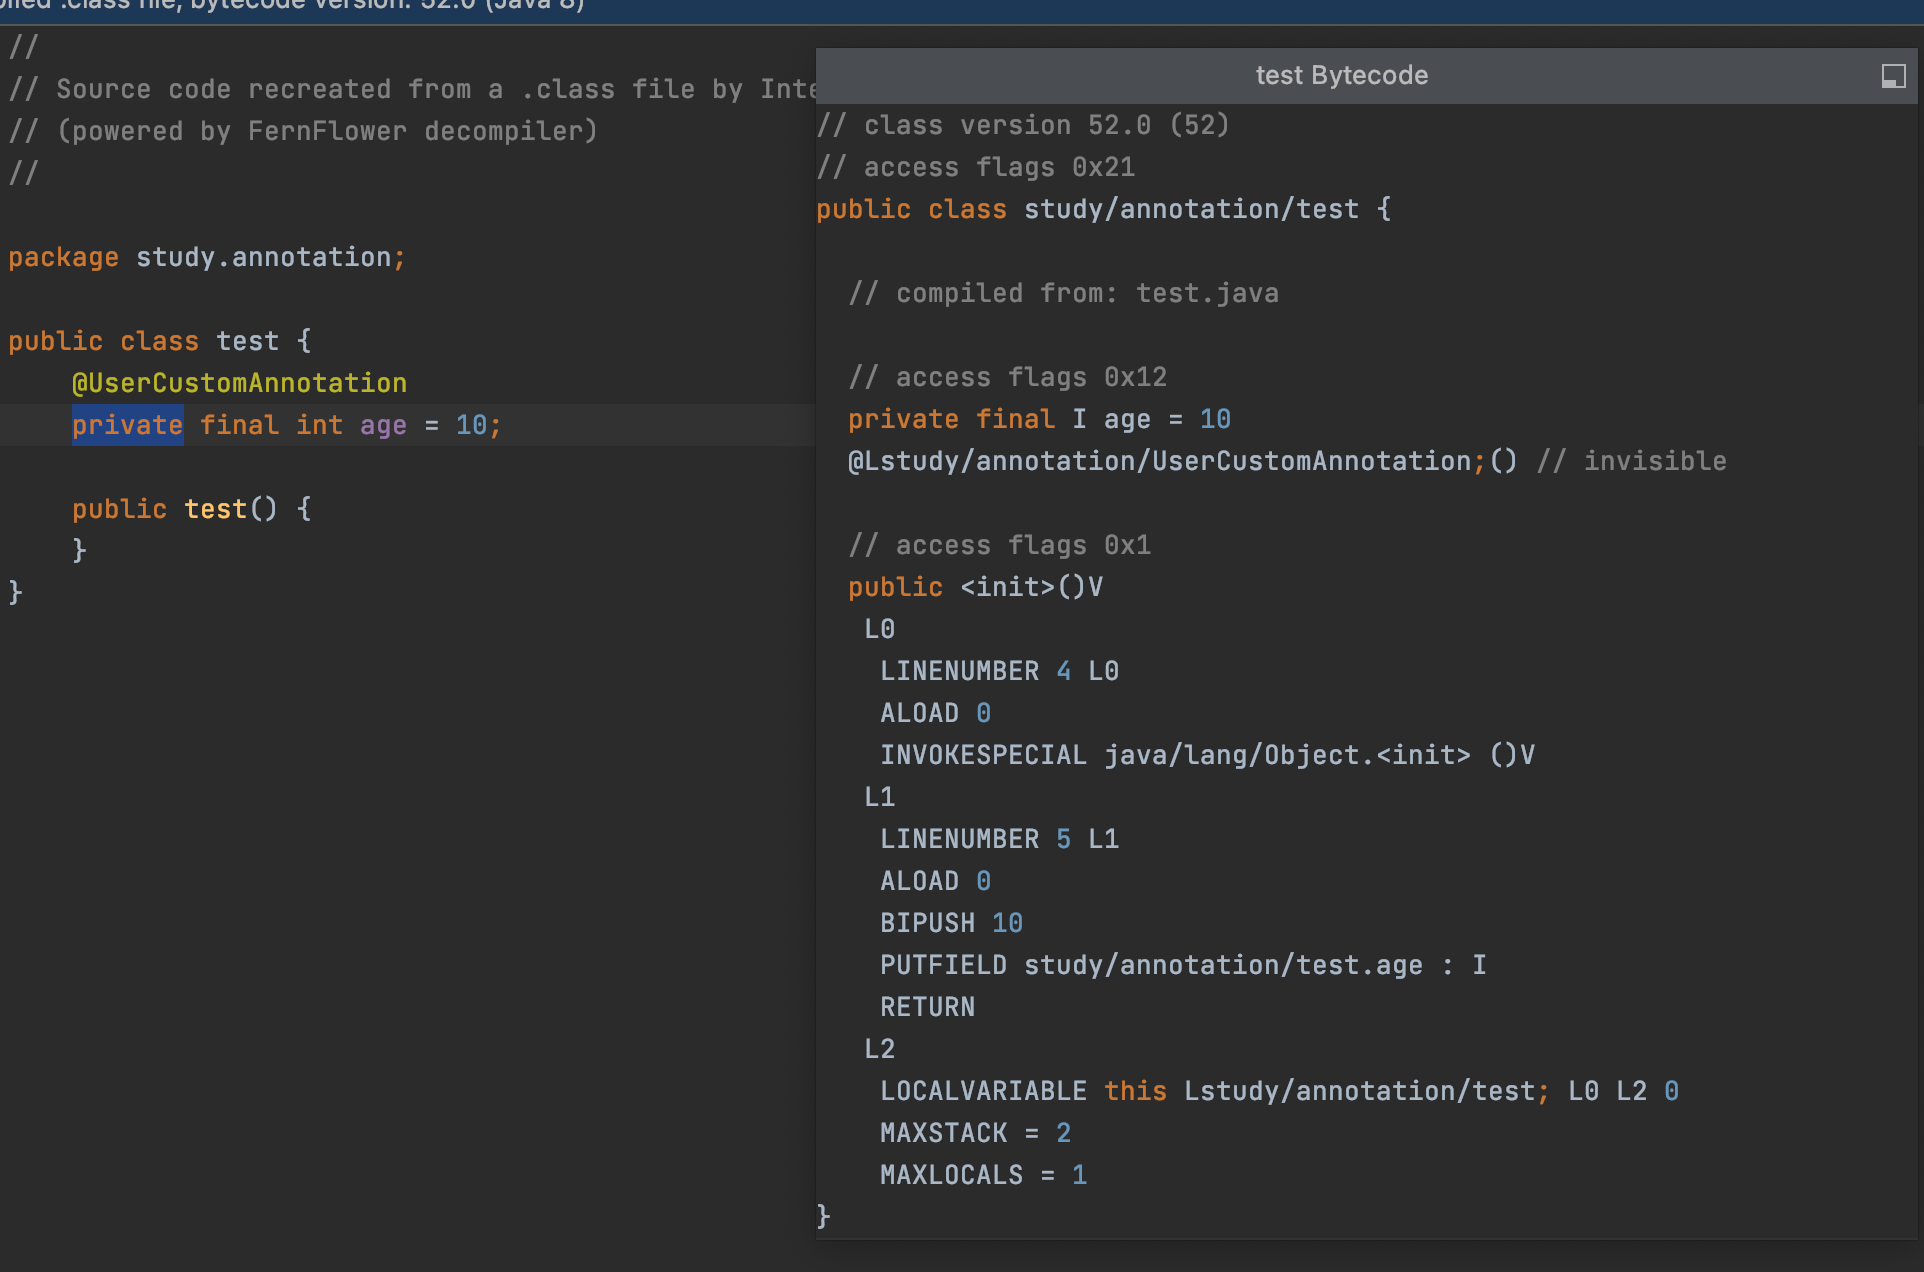 .class file, bytecode version: 52.0 (Java 8)
//
// Source code recreated from a .class file by
// (powered by FernFlower decompiler)
//
package study.annotation;
public class test {
@UserCustomAnnotation
private final int age = 10;
public test() {
}
}
test Bytecode
// class version 52.0 (52)
// access flags 0x21
public class study/annotation/test {
// compiled from: test.java
// access flags 0x12
private final I age = 10
@Lstudy/annotation/UserCustomAnnotation;() // invisible
// access flags 0x1
public <init>()V
L0
LINENUMBER 4 L0
ALOAD 0
INVOKESPECIAL java/lang/Object.<init> ()V
L1
LINENUMBER 5 L1
ALOAD 0
BIPUSH 10
PUTFIELD study/annotation/test.age : I
RETURN
L2
LOCALVARIABLE this Lstudy/annotation/test; L0 L2 0
MAXSTACK = 2
MAXLOCALS = 1
}